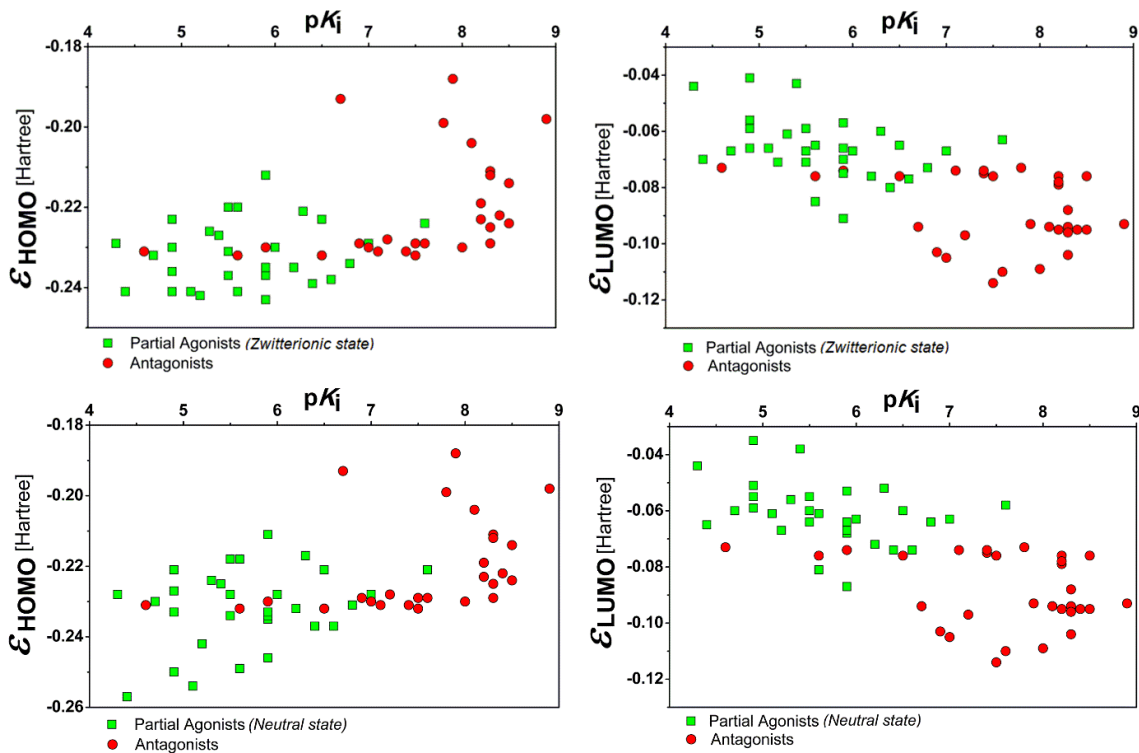 pKi
4 5 6 7 8 9
-0.18
-0.20
-0.22
-0.24
εHOMO [Hartree]
Partial Agonists (Zwitterionic state)
Antagonists
pKi
4 5 6 7 8 9
-0.04
-0.06
-0.08
-0.10
-0.12
εLUMO [Hartree]
Partial Agonists (Zwitterionic state)
Antagonists
pKi
4 5 6 7 8 9
-0.18
-0.20
-0.22
-0.24
-0.26
εHOMO [Hartree]
Partial Agonists (Neutral state)
Antagonists
pKi
4 5 6 7 8 9
-0.04
-0.06
-0.08
-0.10
-0.12
εLUMO [Hartree]
Partial Agonists (Neutral state)
Antagonists